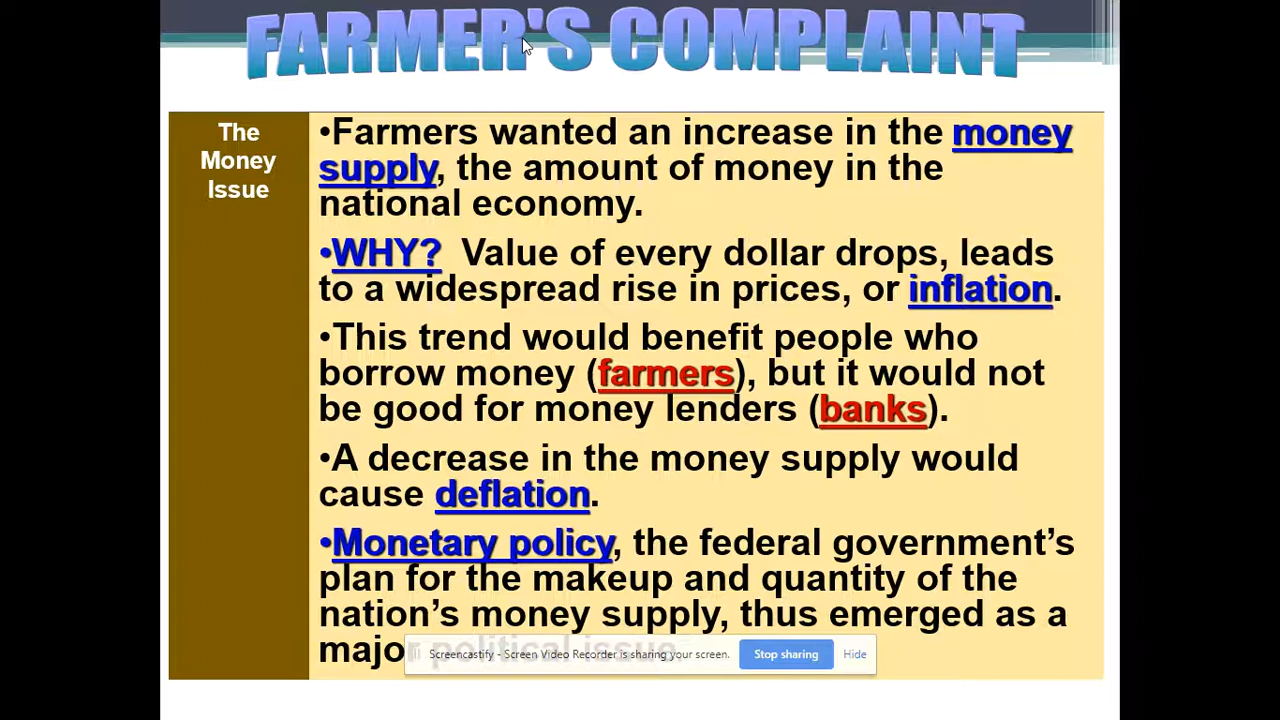 FARMER'S COMPLAINT
The
Money
Issue
•Farmers wanted an increase in the money
supply, the amount of money in the
national economy.
•WHY?  Value of every dollar drops, leads
to a widespread rise in prices, or inflation.
•This trend would benefit people who
borrow money (farmers), but it would not
be good for money lenders (banks).
•A decrease in the money supply would
cause deflation.
•Monetary policy, the federal government’s
plan for the makeup and quantity of the
nation’s money supply, thus emerged as a
major political issue.
Screencastify - Screen Video Recorder is sharing your screen. Stop sharing Hide